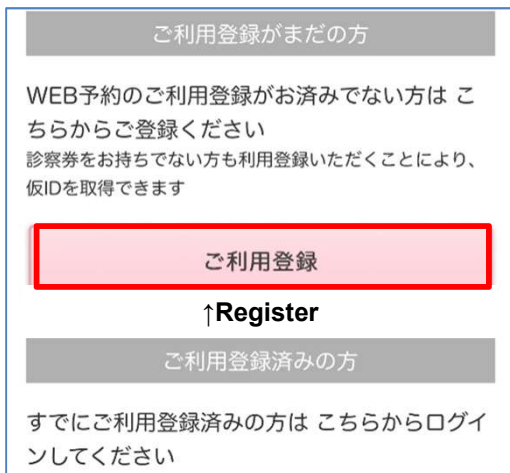 ご利用登録がまだの方
WEB予約のご利用登録がお済みでない方は こ
ちらからご登録ください
診察券をお持ちでない方も利用登録いただくことにより、
仮IDを取得できます
ご利用登録
↑Register
ご利用登録済みの方
すでにご利用登録済みの方は こちらからログイ
ンしてください